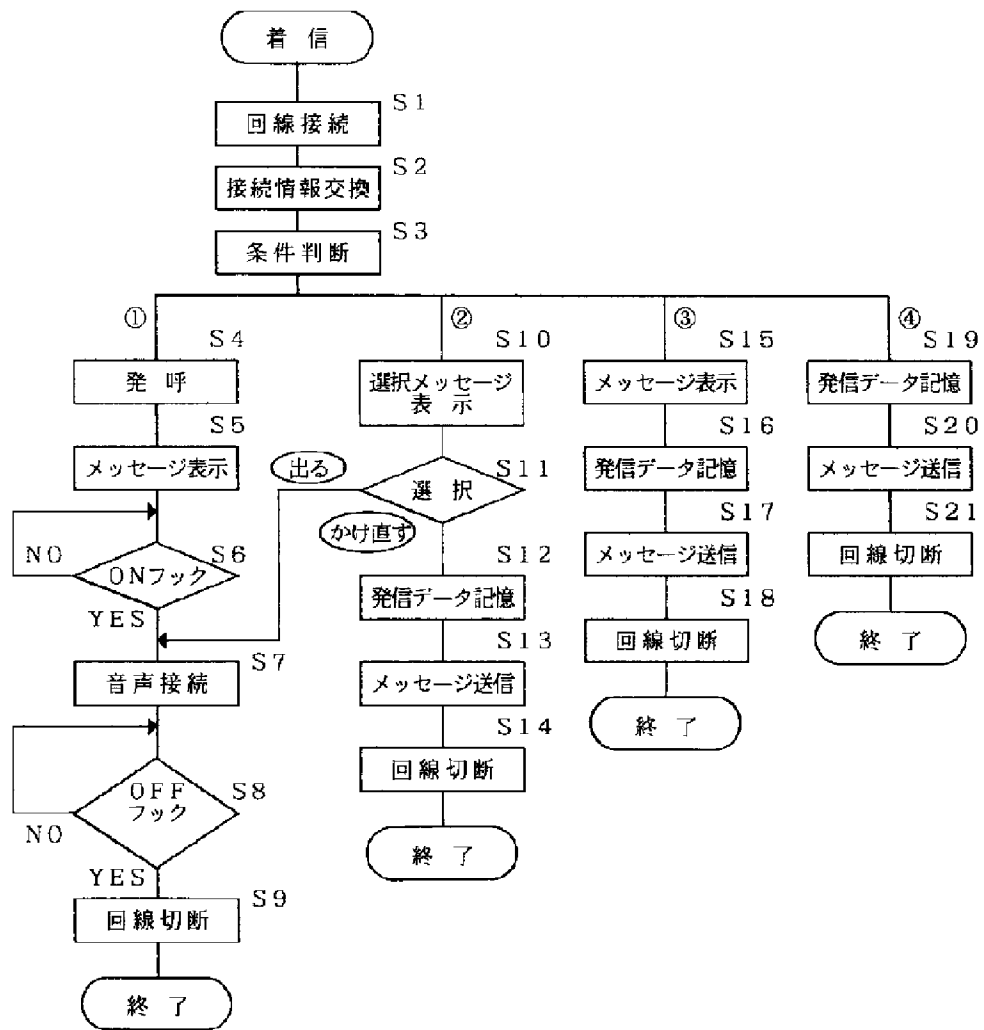 着信
S1
回線接続
S2
接続情報交換
S3
条件判断
①
S4
発呼
S5
メッセージ表示
NO
S6
ONフック
YES
S7
音声接続
OFF
フック
S8
NO
YES
S9
回線切断
終了
②
S10
選択メッセージ
表示
S11
選択
出る
かけ直す
S12
発信データ記憶
S13
メッセージ送信
S14
回線切断
終了
③
S15
メッセージ表示
S16
発信データ記憶
S17
メッセージ送信
S18
回線切断
終了
④
S19
発信データ記憶
S20
メッセージ送信
S21
回線切断
終了